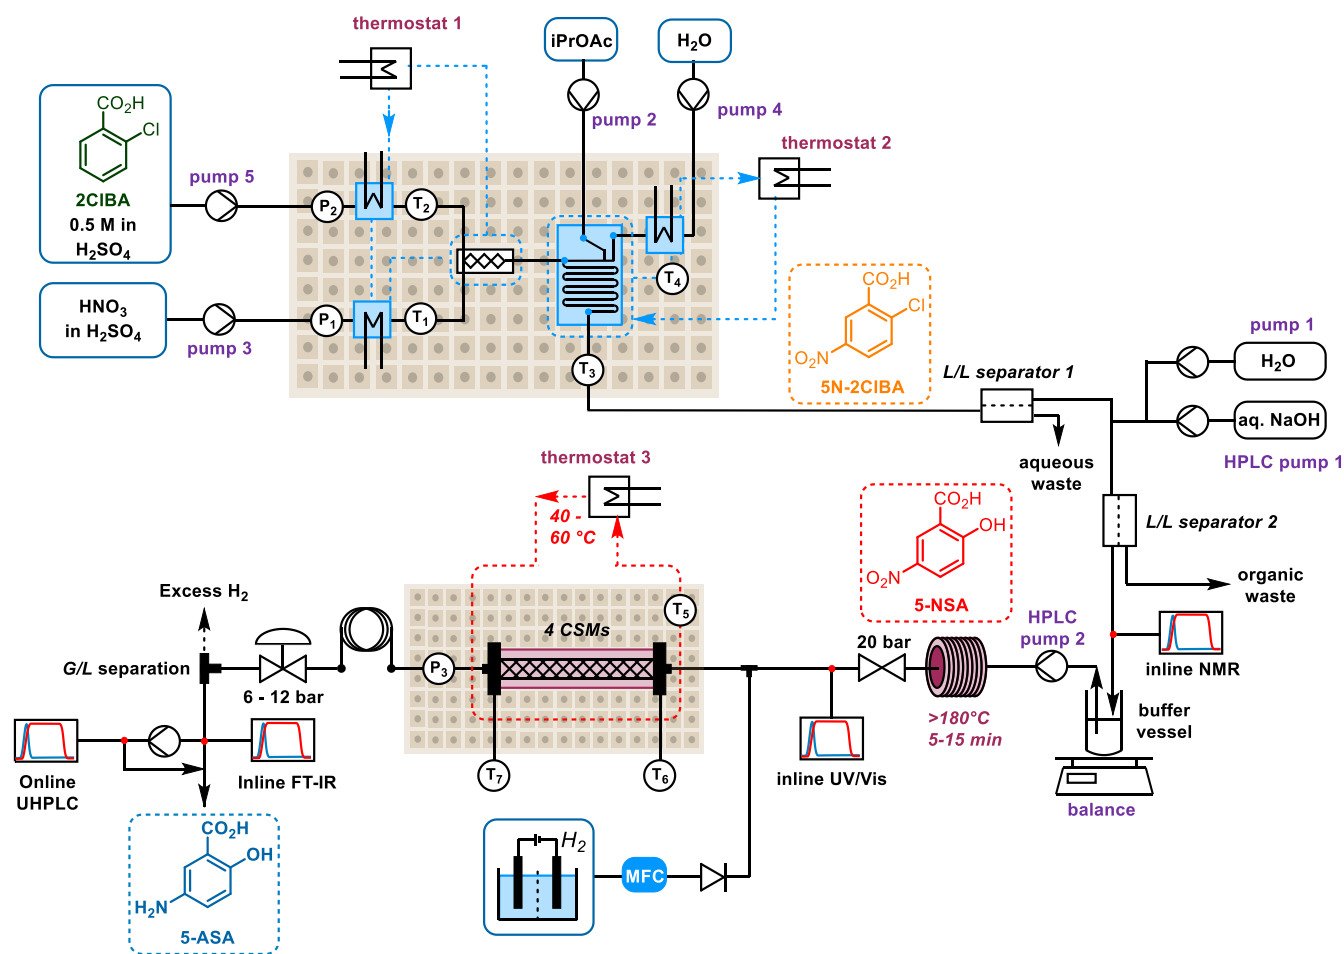 thermostat 1
iPrOAc
H2O
pump 2
pump 4
CO2H
Cl
2ClBA
0.5 M in
H2SO4
pump 5
P2
T2
thermostat 2
HNO3
in H2SO4
pump 3
P1
T1
T4
T3
CO2H
Cl
O2N
5N-2ClBA
L/L separator 1
aqueous
waste
pump 1
H2O
aq. NaOH
HPLC pump 1
L/L separator 2
organic
waste
inline NMR
thermostat 3
40 -
60 °C
CO2H
OH
O2N
5-NSA
HPLC
pump 2
20 bar
>180°C
5-15 min
buffer
vessel
balance
inline UV/Vis
T5
4 CSMs
P3
T7
T6
Excess H2
G/L separation
6 - 12 bar
Online
UHPLC
Inline FT-IR
CO2H
OH
H2N
5-ASA
H2
MFC